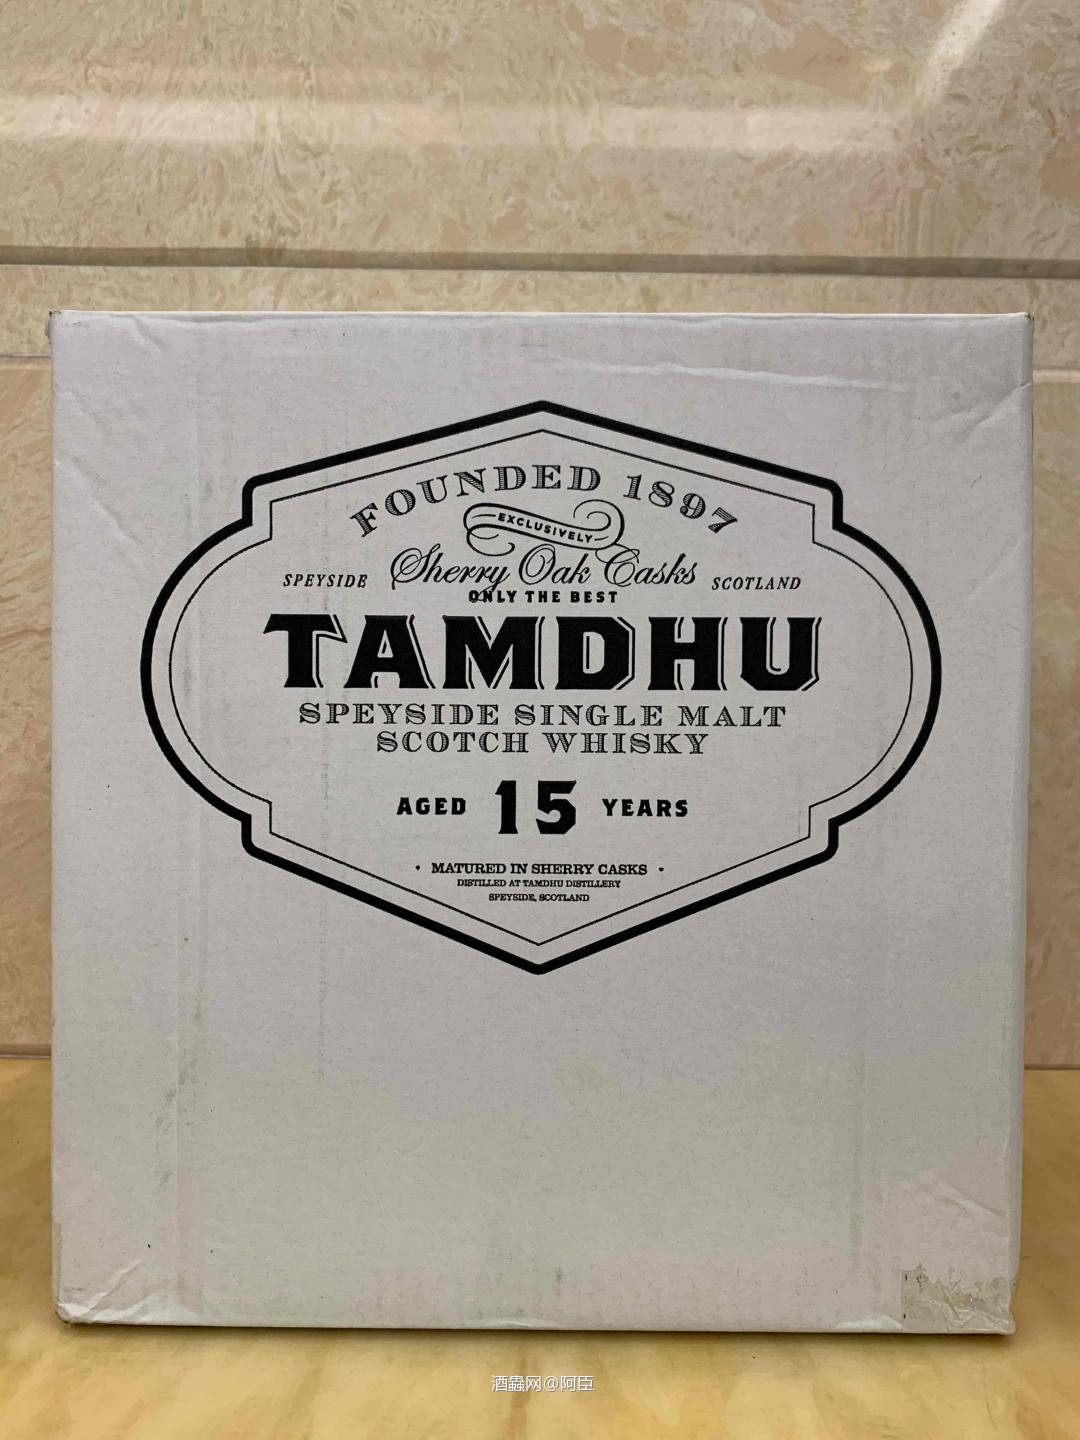 FOUNDED 1897
EXCLUSIVELY
Sherry Oak Casks
SPEYSIDE
SCOTLAND
ONLY THE BEST
TAMDHU
SPEYSIDE SINGLE MALT
SCOTCH WHISKY
AGED 15 YEARS
• MATURED IN SHERRY CASKS •
DISTILLED AT TAMDHU DISTILLERY
SPEYSIDE, SCOTLAND
酒蟲网@阿臣